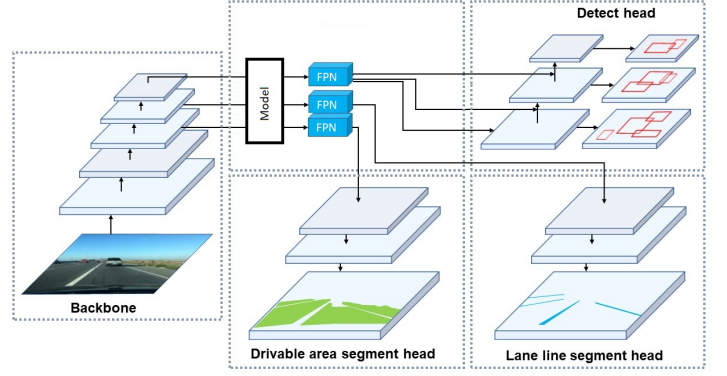 Detect head
FPN
FPN
FPN
Model
Backbone
Drivable area segment head
Lane line segment head